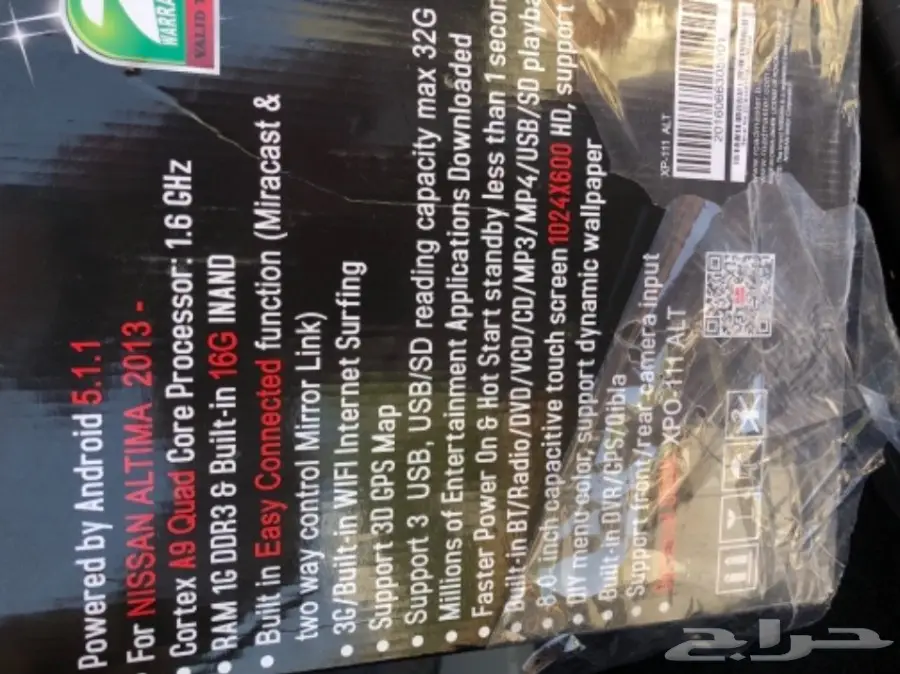 WARRA
VALID
Powered by Android 5.1.1
• For NISSAN ALTIMA 2013 -
• Cortex A9 Quad Core Processor: 1.6 GHz
• RAM 1G DDR3 & Built-in 16G INAND
• Built in Easy Connected function (Miracast &
two way control Mirror Link)
• 3G/Built-in WIFI Internet Surfing
• Support 3D GPS Map
• Support 3 USB, USB/SD reading capacity max 32G
• Millions of Entertainment Applications Downloaded
• Faster Power On & Hot Start standby less than 1 secon
• Built-in BT/Radio/DVD/VCD/CD/MP3/MP4/USB/SD playba
• 8.0- inch capacitive touch screen 1024X600 HD, support
• DIY menu color, support dynamic wallpaper
• Built-in DVR/GPS/Qibla
• Support front/rear camera input
XPO-111 ALT
XP-111 ALT
حراج